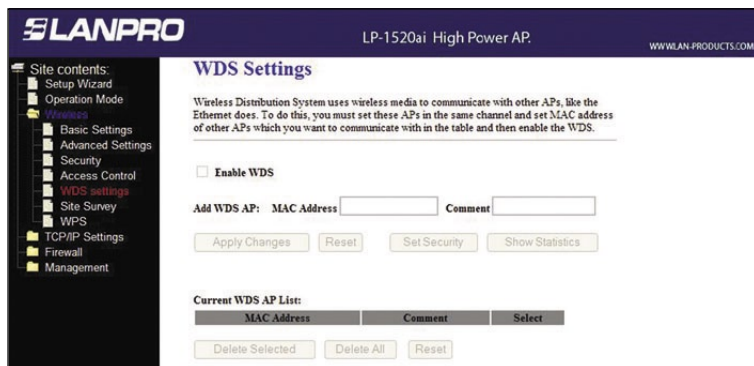 LANPRO
LP-1520ai High Power AP.
WWW.LAN-PRODUCTS.COM
Site contents:
Setup Wizard
Operation Mode
Wireless
Basic Settings
Advanced Settings
Security
Access Control
WDS settings
Site Survey
WPS
TCP/IP Settings
Firewall
Management
WDS Settings
Wireless Distribution System uses wireless media to communicate with other APs, like the
Ethernet does. To do this, you must set these APs in the same channel and set MAC address
of other APs which you want to communicate with in the table and then enable the WDS.
Enable WDS
Add WDS AP: MAC Address Comment
Apply Changes Reset Set Security Show Statistics
Current WDS AP List:
MAC Address Comment Select
Delete Selected Delete All Reset